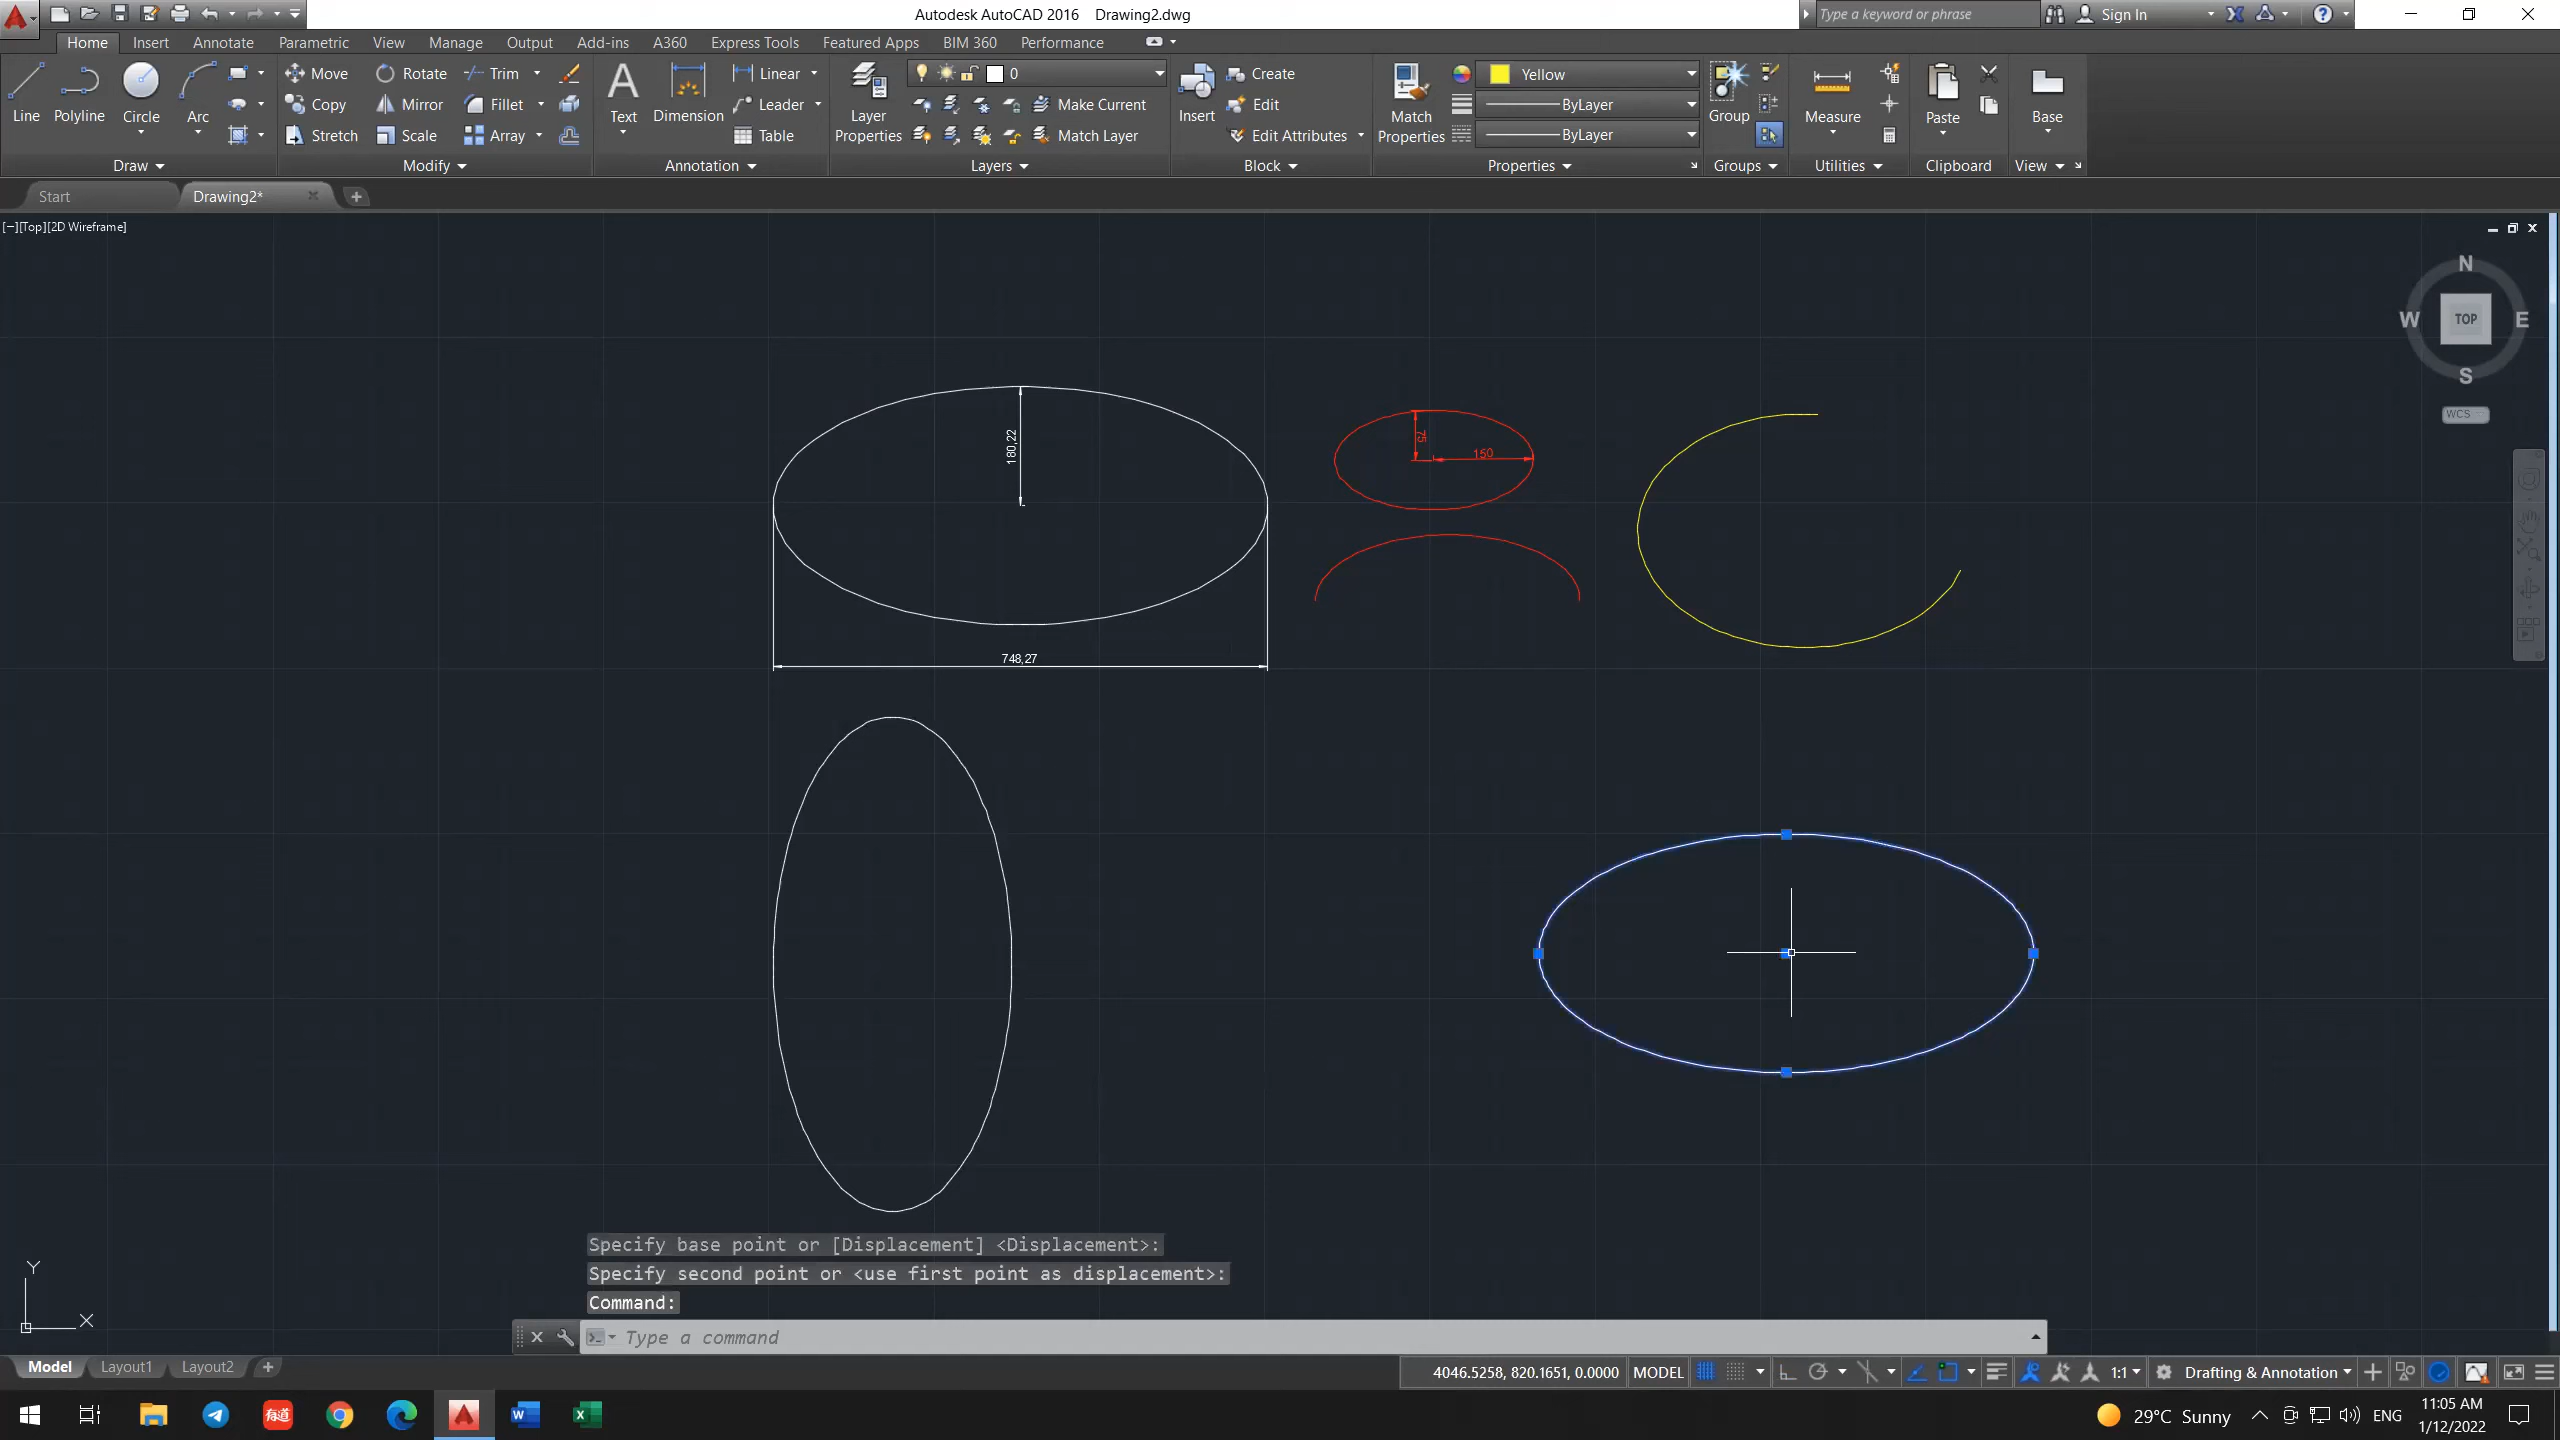 Autodesk AutoCAD 2016 Drawing2.dwg
Type a keyword or phrase
Sign In
Home Insert Annotate Parametric View Manage Output Add-ins A360 Express Tools Featured Apps BIM 360 Performance
Line Polyline Circle Arc
Move Rotate Trim
Copy Mirror Fillet
Stretch Scale Array
Text Dimension
Linear
Leader
Table
Layer Properties
0
Make Current
Match Layer
Insert
Create
Edit
Edit Attributes
Match Properties
Yellow
ByLayer
ByLayer
Group
Measure
Paste
Base
Draw Modify Annotation Layers Block Properties Groups Utilities Clipboard View
Start Drawing2*
[−][Top][2D Wireframe]
N
W TOP E
S
WCS
180,22
75
150
748,27
Specify base point or [Displacement] <Displacement>:
Specify second point or <use first point as displacement>:
Command:
Type a command
Y
X
Model Layout1 Layout2
4046.5258, 820.1651, 0.0000 MODEL 1:1 Drafting & Annotation
有道
29°C Sunny ENG
11:05 AM
1/12/2022